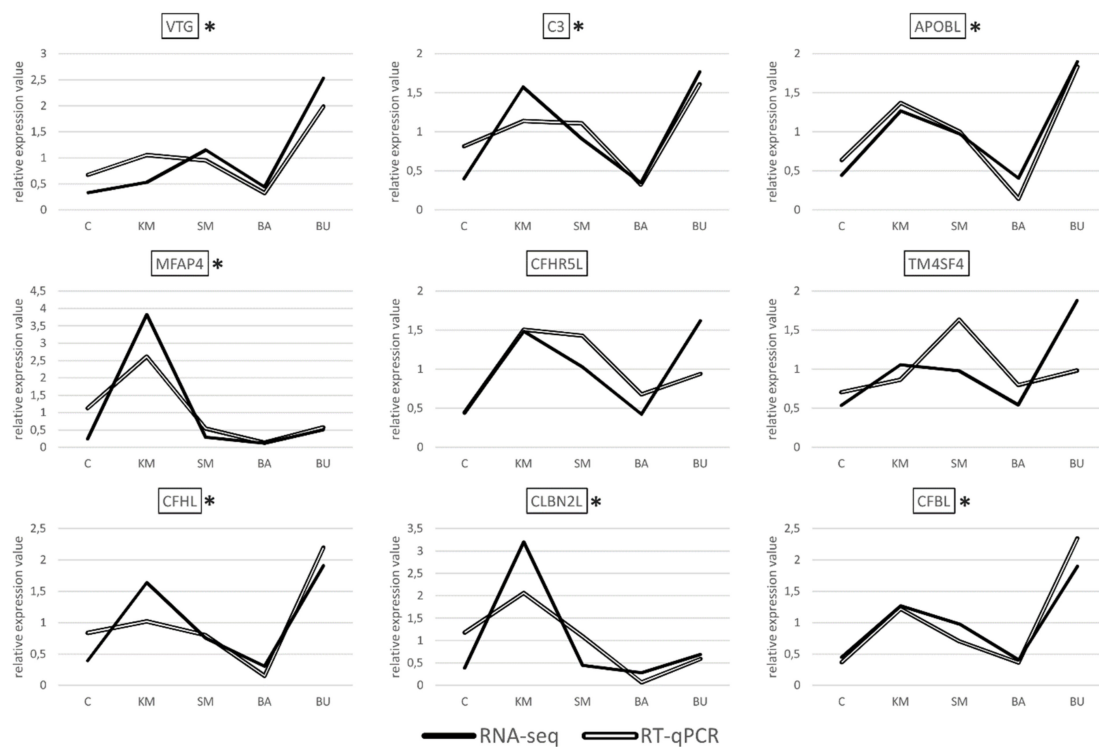 VTG *
relative expression value
3
2,5
2
1,5
1
0,5
0
C KM SM BA BU
C3 *
relative expression value
2
1,5
1
0,5
0
C KM SM BA BU
APOBL *
relative expression value
2
1,5
1
0,5
0
C KM SM BA BU
MFAP4 *
relative expression value
4,5
4
3,5
3
2,5
2
1,5
1
0,5
0
C KM SM BA BU
CFHR5L
relative expression value
2
1,5
1
0,5
0
C KM SM BA BU
TM4SF4
relative expression value
2
1,5
1
0,5
0
C KM SM BA BU
CFHL *
relative expression value
2,5
2
1,5
1
0,5
0
C KM SM BA BU
CLBN2L *
relative expression value
3,5
3
2,5
2
1,5
1
0,5
0
C KM SM BA BU
CFBL *
relative expression value
2,5
2
1,5
1
0,5
0
C KM SM BA BU
RNA-seq RT-qPCR